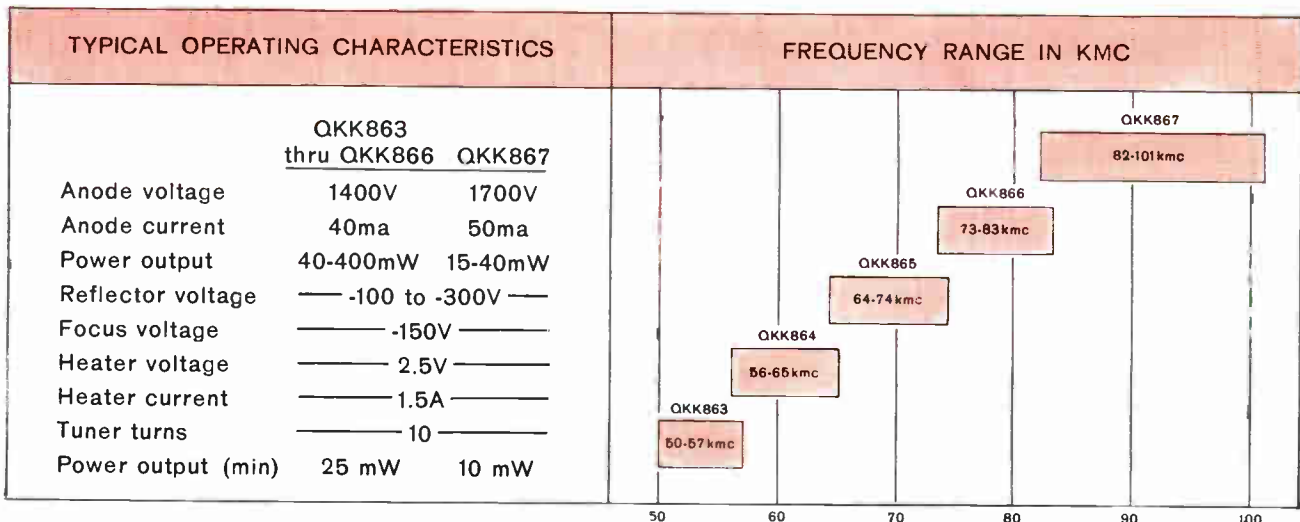 TYPICAL OPERATING CHARACTERISTICS
FREQUENCY RANGE IN KMC
QKK863
thru QKK866 QKK867
Anode voltage 1400V 1700V
Anode current 40ma 50ma
Power output 40-400mW 15-40mW
Reflector voltage -100 to -300V
Focus voltage -150V
Heater voltage 2.5V
Heater current 1.5A
Tuner turns 10
Power output (min) 25 mW 10 mW
QKK867
82-101kmc
QKK866
73-83kmc
QKK865
64-74kmc
QKK864
56-65kmc
QKK863
50-57kmc
50 60 70 80 90 100